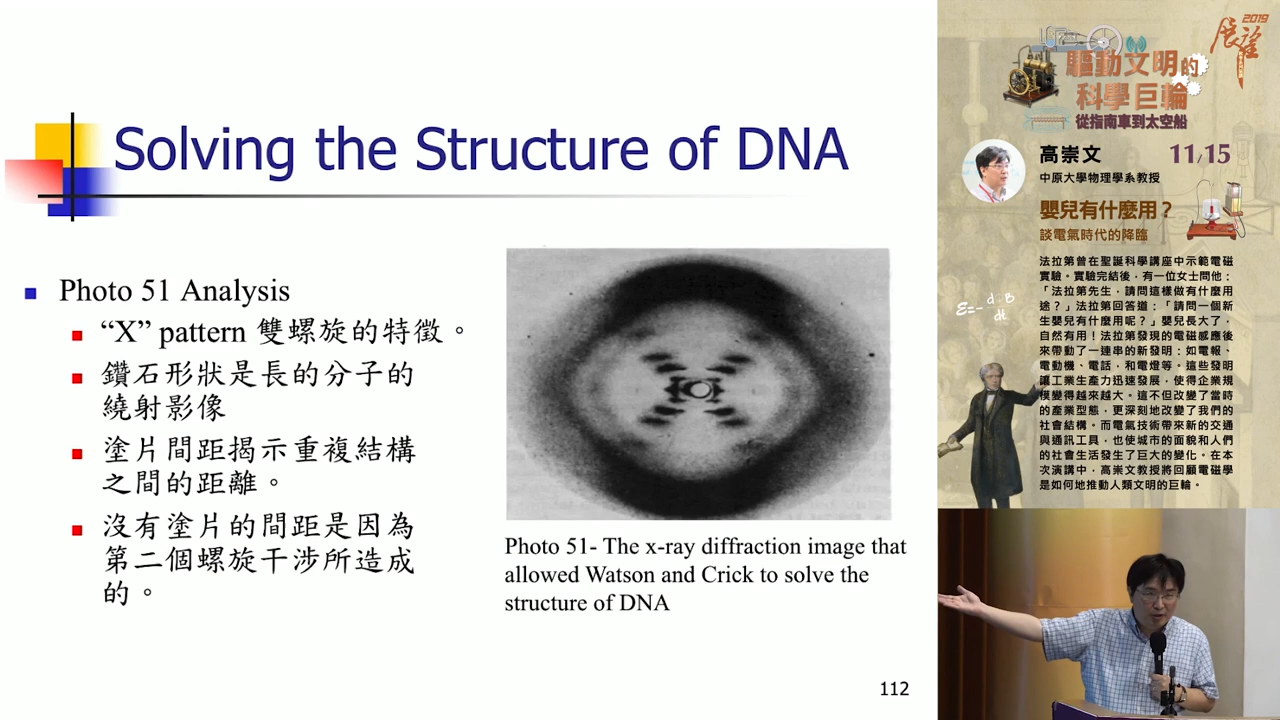 Solving the Structure of DNA
Photo 51 Analysis
“X” pattern 雙螺旋的特徵。
鑽石形狀是長的分子的
繞射影像
塗片間距揭示重複結構
之間的距離。
沒有塗片的間距是因為
第二個螺旋干涉所造成
的。
Photo 51- The x-ray diffraction image that
allowed Watson and Crick to solve the
structure of DNA
112
2019
展望
驅動文明的
科學巨輪
從指南車到太空船
高崇文 11/15
中原大學物理學系教授
嬰兒有什麼用？
談電氣時代的降臨
法拉第曾在聖誕科學講座中示範電磁
實驗。實驗完結後，有一位女士問他：
「法拉第先生，請問這樣做有什麼用
途？」法拉第回答道：「請問一個新
生嬰兒有什麼用呢？」嬰兒長大了，
自然有用！法拉第發現的電磁感應後
來帶動了一連串的新發明：如電報、
電動機、電話，和電燈等。這些發明
讓工業生產力迅速發展，使得企業規
模變得越來越大。這不但改變了當時
的產業型態，更深刻地改變了我們的
社會結構。而電氣技術帶來新的交通
與通訊工具，也使城市的面貌和人們
的社會生活發生了巨大的變化。在本
次演講中，高崇文教授將回顧電磁學
是如何地推動人類文明的巨輪。